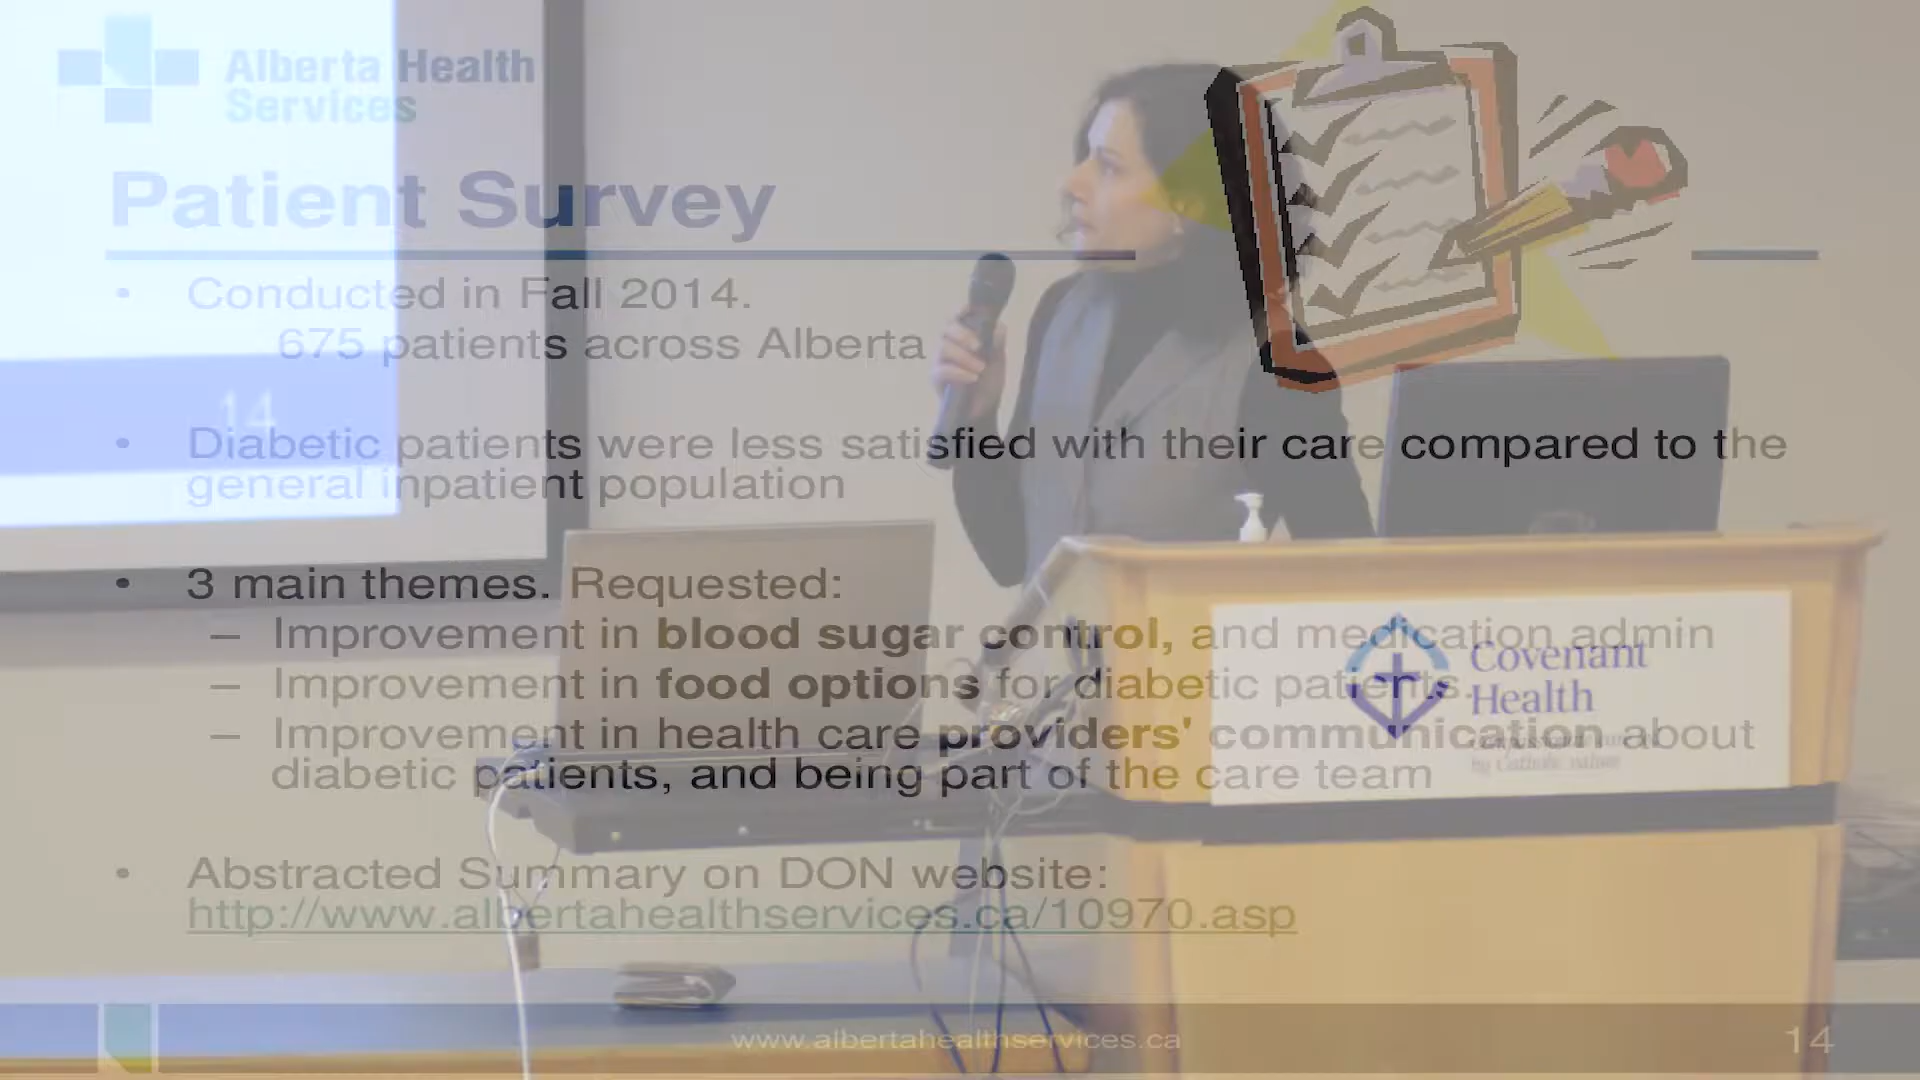 Alberta Health
Services
Patient Survey
• Conducted in Fall 2014.
675 patients across Alberta
14
• Diabetic patients were less satisfied with their care compared to the
general inpatient population
• 3 main themes. Requested:
– Improvement in blood sugar control, and medication admin
– Improvement in food options for diabetic patients.
– Improvement in health care providers' communication about
diabetic patients, and being part of the care team
Covenant
Health
by Catholic values
• Abstracted Summary on DON website:
http://www.albertahealthservices.ca/10970.asp
www.albertahealthservices.ca
14